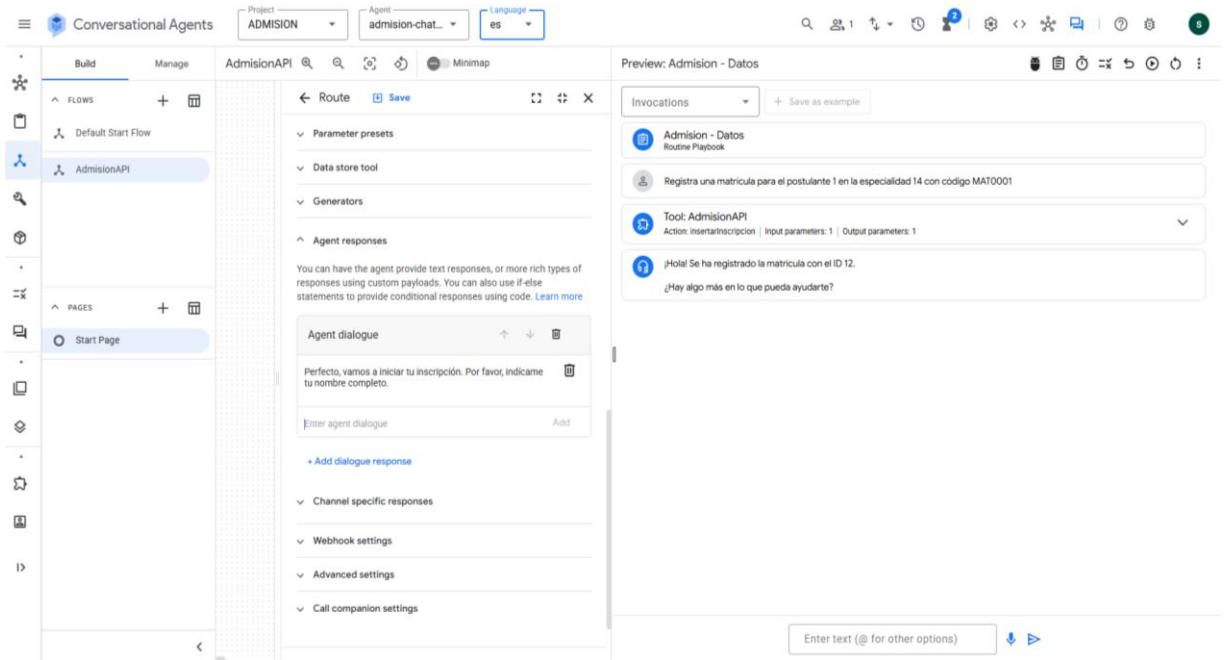 Conversational Agents
Project
ADMISION
Agent
admision-chat...
Language
es
1
2
s
Build
Manage
FLOWS
Default Start Flow
AdmisionAPI
PAGES
Start Page
AdmisionAPI
Minimap
Route
Save
Parameter presets
Data store tool
Generators
Agent responses
You can have the agent provide text responses, or more rich types of
responses using custom payloads. You can also use if-else
statements to provide conditional responses using code. Learn more
Agent dialogue
Perfecto, vamos a iniciar tu inscripción. Por favor, indícame
tu nombre completo.
Enter agent dialogue
Add
+ Add dialogue response
Channel specific responses
Webhook settings
Advanced settings
Call companion settings
Preview: Admision - Datos
Invocations
+ Save as example
Admision - Datos
Routine Playbook
Registra una matricula para el postulante 1 en la especialidad 14 con código MAT0001
Tool: AdmisionAPI
Action: insertarInscripcion | Input parameters: 1 | Output parameters: 1
¡Hola! Se ha registrado la matricula con el ID 12.
¿Hay algo más en lo que pueda ayudarte?
Enter text (@ for other options)